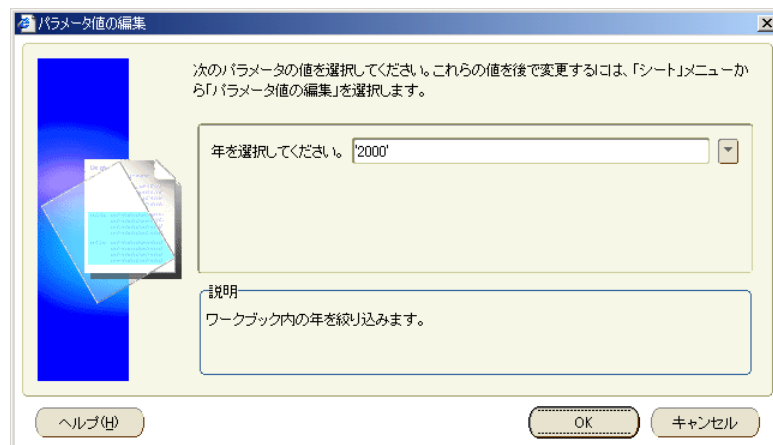 パラメータ値の編集
次のパラメータの値を選択してください。これらの値を後で変更するには、「シート」メニューか
ら「パラメータ値の編集」を選択します。
年を選択してください。 '2000'
説明
ワークブック内の年を絞り込みます。
ヘルプ(H) OK キャンセル